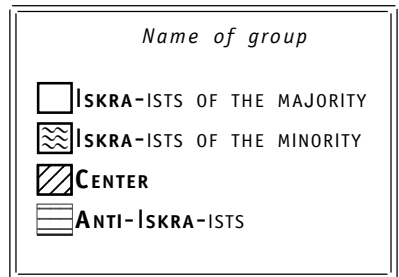 Name of group
ISKRA-ISTS OF THE MAJORITY
ISKRA-ISTS OF THE MINORITY
CENTER
ANTI-ISKRA-ISTS